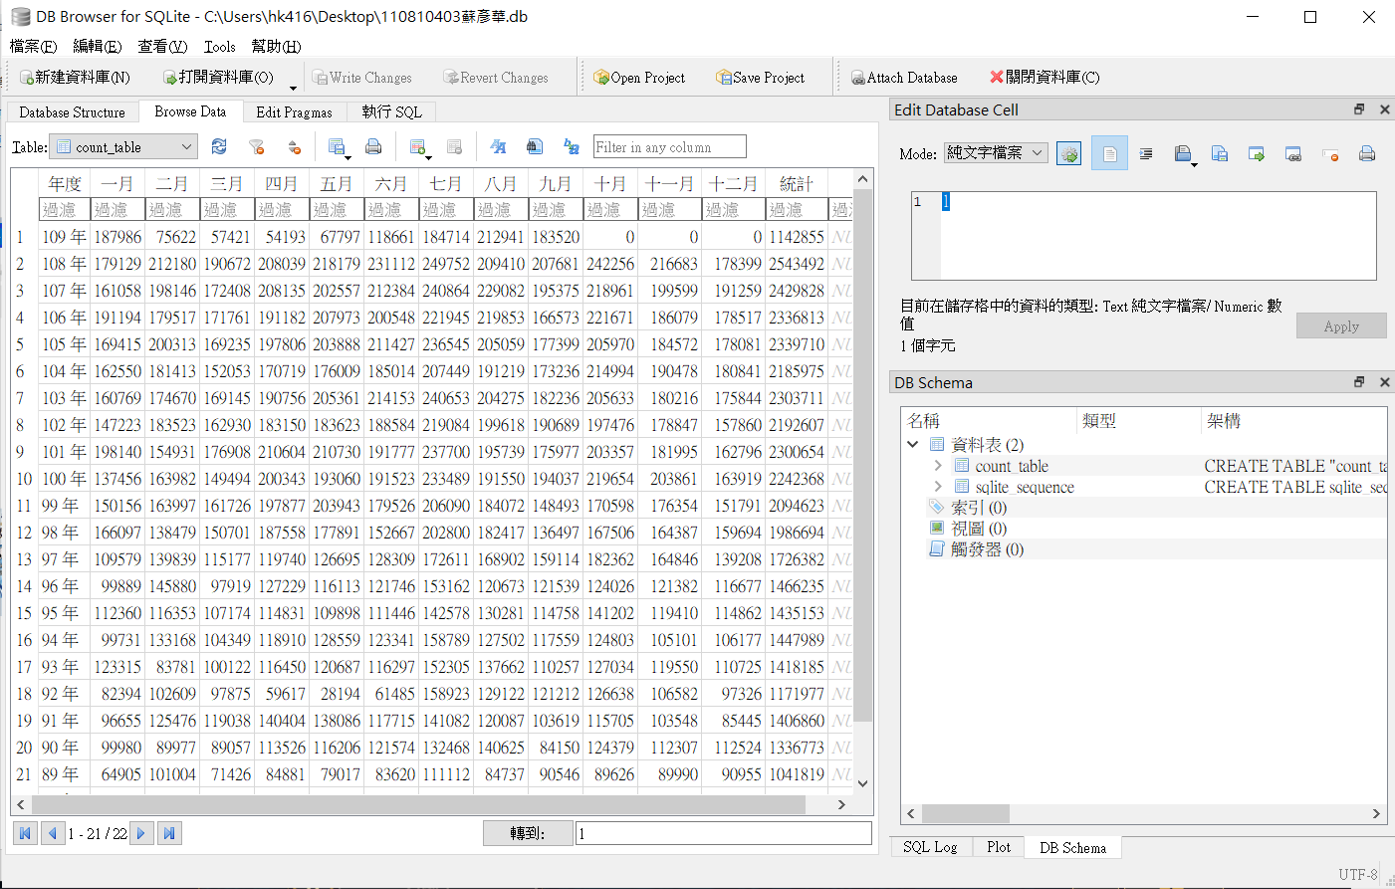 DB Browser for SQLite - C:\Users\hk416\Desktop\110810403蘇彥華.db
檔案(F) 編輯(E) 查看(V) Tools 幫助(H)
新建資料庫(N) 打開資料庫(O) Write Changes Revert Changes Open Project Save Project Attach Database 關閉資料庫(C)
Database Structure Browse Data Edit Pragmas 執行 SQL
Table: count_table Filter in any column
年度 一月 二月 三月 四月 五月 六月 七月 八月 九月 十月 十一月 十二月 統計
過濾 過濾 過濾 過濾 過濾 過濾 過濾 過濾 過濾 過濾 過濾 過濾 過濾 過濾
1 109 年 187986 75622 57421 54193 67797 118661 184714 212941 183520 0 0 0 1142855
2 108 年 179129 212180 190672 208039 218179 231112 249752 209410 207681 242256 216683 178399 2543492
3 107 年 161058 198146 172408 208135 202557 212384 240864 229082 195375 218961 199599 191259 2429828
4 106 年 191194 179517 171761 191182 207973 200548 221945 219853 166573 221671 186079 178517 2336813
5 105 年 169415 200313 169235 197806 203888 211427 236545 205059 177399 205970 184572 178081 2339710
6 104 年 162550 181413 152053 170719 176009 185014 207449 191219 173236 214994 190478 180841 2185975
7 103 年 160769 174670 169145 190756 205361 214153 240653 204275 182236 205633 180216 175844 2303711
8 102 年 147223 183523 162930 183150 183623 188584 219084 199618 190689 197476 178847 157860 2192607
9 101 年 198140 154931 176908 210604 210730 191777 237700 195739 175977 203357 181995 162796 2300654
10 100 年 137456 163982 149494 200343 193060 191523 233489 191550 194037 219654 203861 163919 2242368
11 99 年 150156 163997 161726 197877 203943 179526 206090 184072 148493 170598 176354 151791 2094623
12 98 年 166097 138479 150701 187558 177891 152667 202800 182417 136497 167506 164387 159694 1986694
13 97 年 109579 139839 115177 119740 126695 128309 172611 168902 159114 182362 164846 139208 1726382
14 96 年 99889 145880 97919 127229 116113 121746 153162 120673 121539 124026 121382 116677 1466235
15 95 年 112360 116353 107174 114831 109898 111446 142578 130281 114758 141202 119410 114862 1435153
16 94 年 99731 133168 104349 118910 128559 123341 158789 127502 117559 124803 105101 106177 1447989
17 93 年 123315 83781 100122 116450 120687 116297 152305 137662 110257 127034 119550 110725 1418185
18 92 年 82394 102609 97875 59617 28194 61485 158923 129122 121212 126638 106582 97326 1171977
19 91 年 96655 125476 119038 140404 138086 117715 141082 120087 103619 115705 103548 85445 1406860
20 90 年 99980 89977 89057 113526 116206 121574 132468 140625 84150 124379 112307 112524 1336773
21 89 年 64905 101004 71426 84881 79017 83620 111112 84737 90546 89626 89990 90955 1041819
1 - 21 / 22 轉到: 1
Edit Database Cell
Mode: 純文字檔案
1 1
目前在儲存格中的資料的類型: Text 純文字檔案/ Numeric 數
值
1 個字元
Apply
DB Schema
名稱 類型 架構
資料表 (2)
count_table CREATE TABLE "count_ta
sqlite_sequence CREATE TABLE sqlite_seq
索引 (0)
視圖 (0)
觸發器 (0)
SQL Log Plot DB Schema
UTF-8